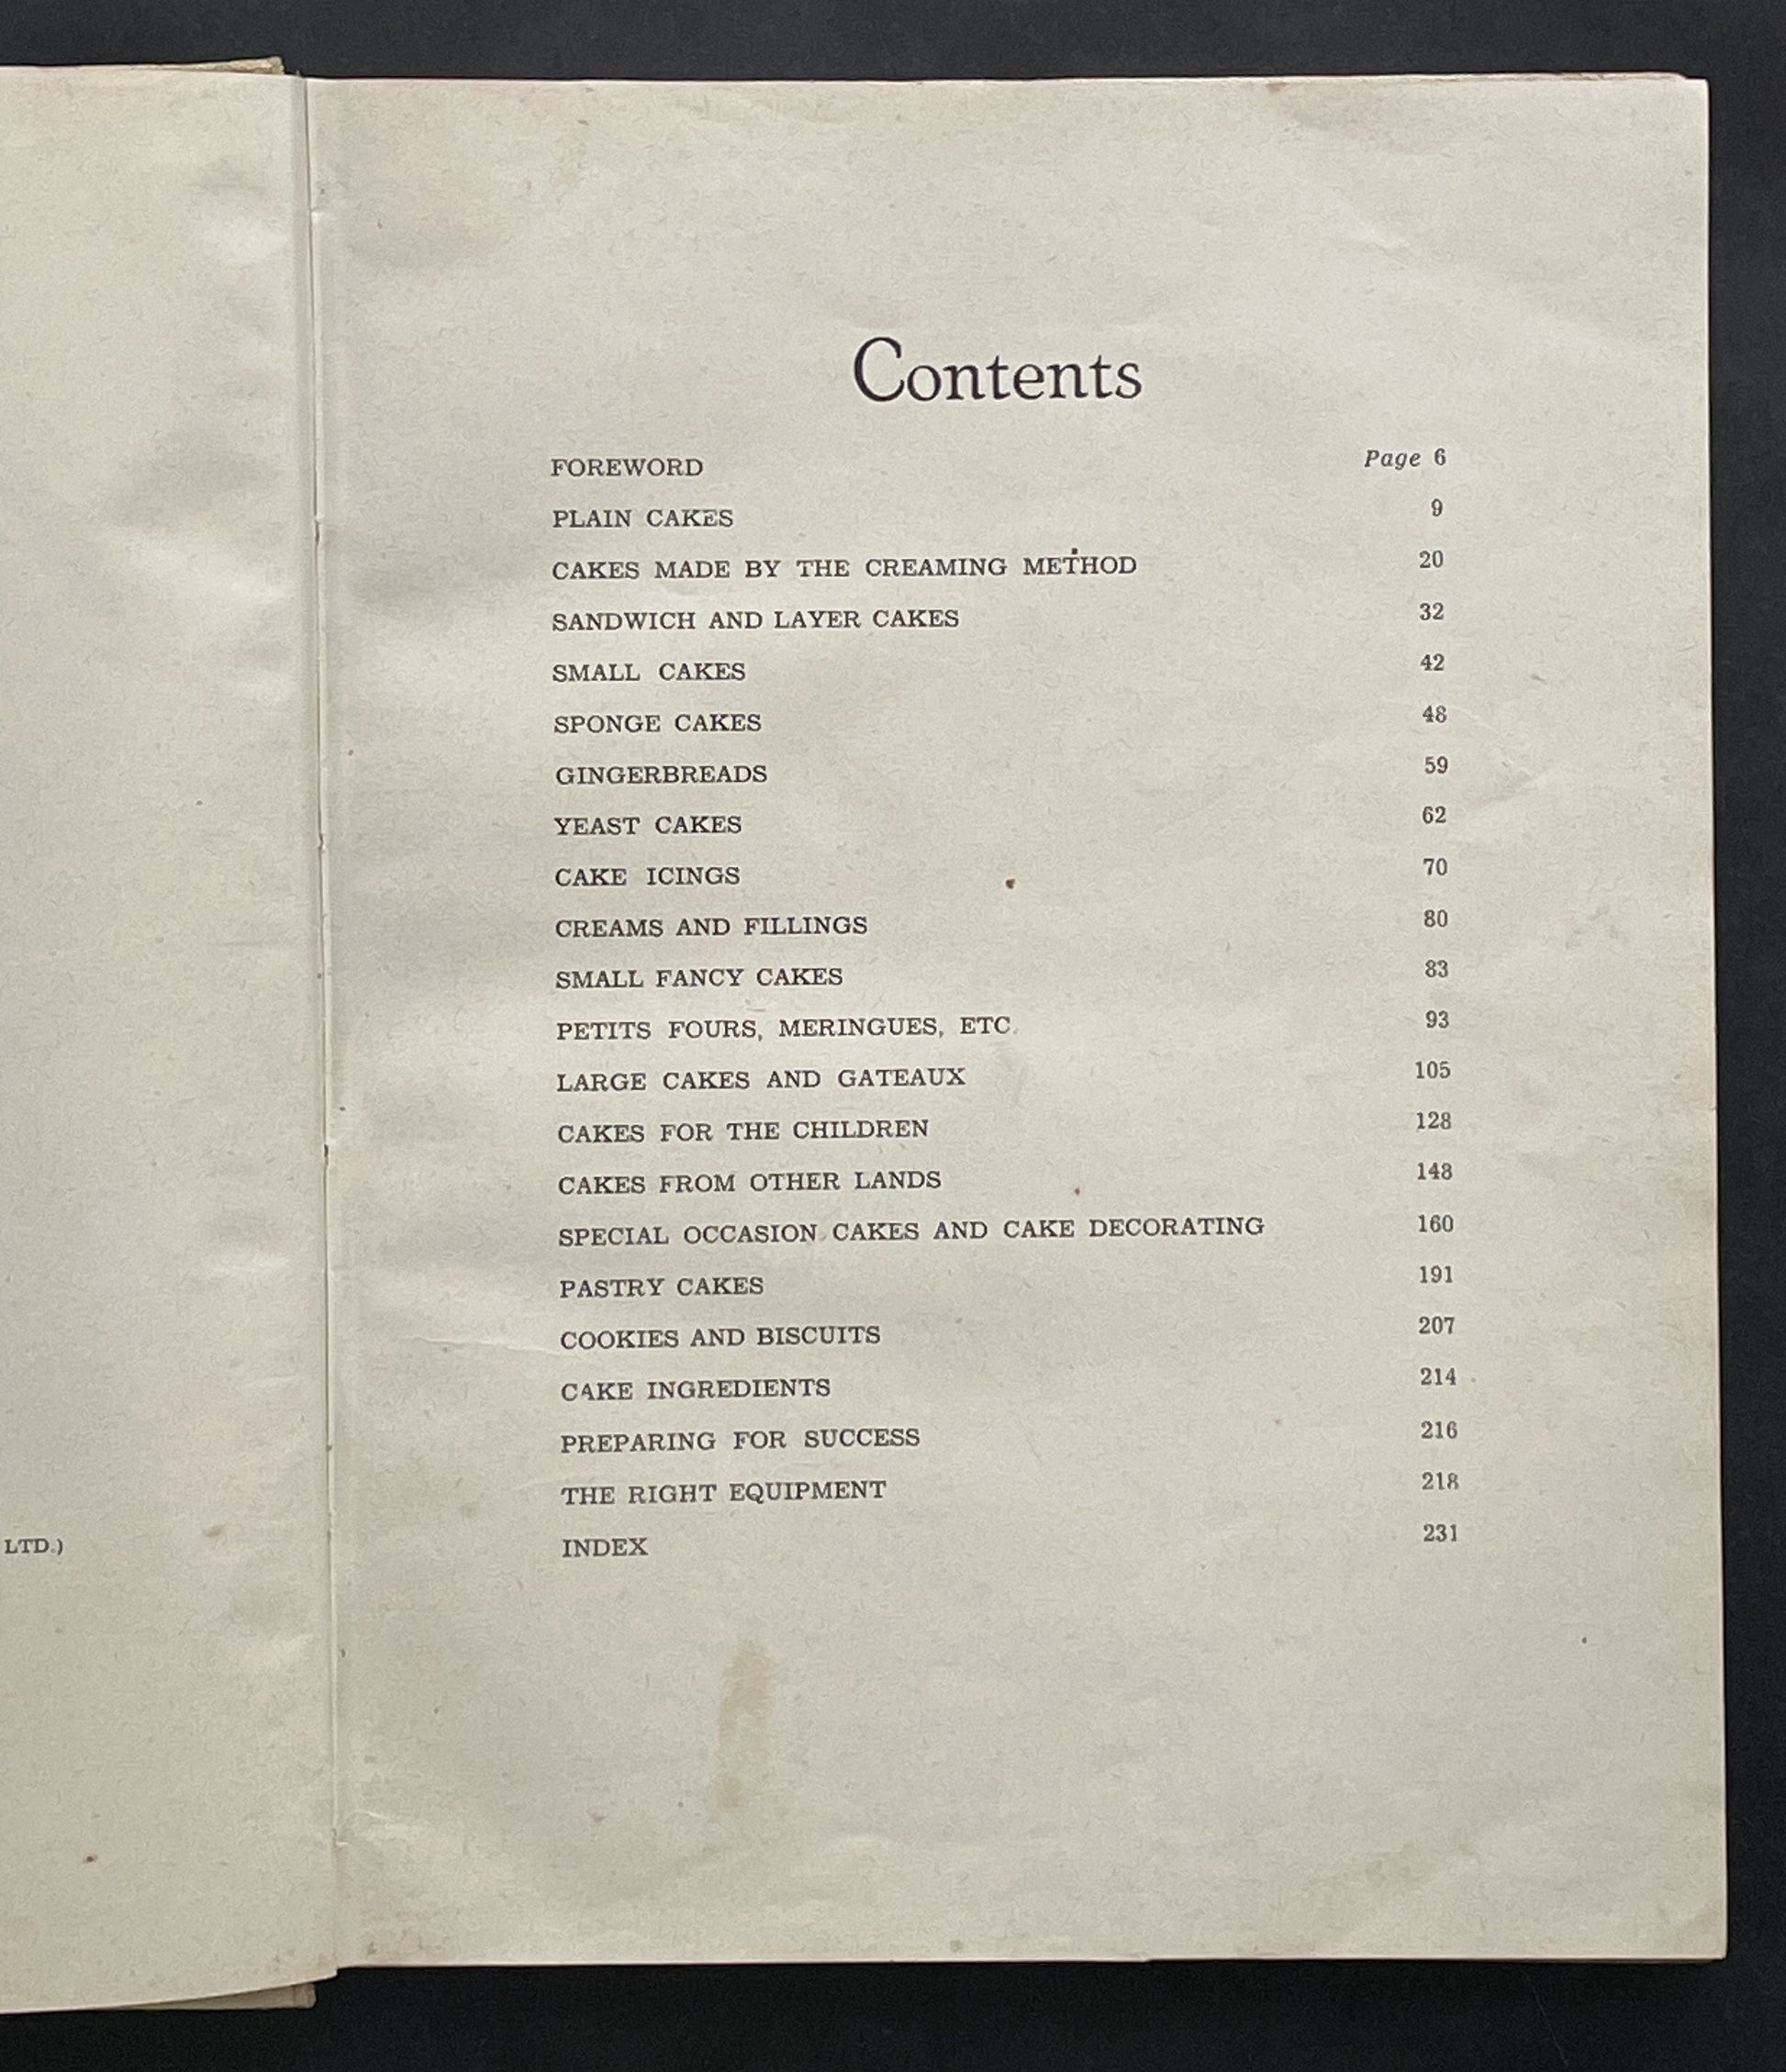 Contents
FOREWORD Page 6
PLAIN CAKES 9
CAKES MADE BY THE CREAMING METHOD 20
SANDWICH AND LAYER CAKES 32
SMALL CAKES 42
SPONGE CAKES 48
GINGERBREADS 59
YEAST CAKES 62
CAKE ICINGS 70
CREAMS AND FILLINGS 80
SMALL FANCY CAKES 83
PETITS FOURS, MERINGUES, ETC. 93
LARGE CAKES AND GATEAUX 105
CAKES FOR THE CHILDREN 128
CAKES FROM OTHER LANDS 148
SPECIAL OCCASION CAKES AND CAKE DECORATING 160
PASTRY CAKES 191
COOKIES AND BISCUITS 207
CAKE INGREDIENTS 214
PREPARING FOR SUCCESS 216
THE RIGHT EQUIPMENT 218
INDEX 231
LTD.)